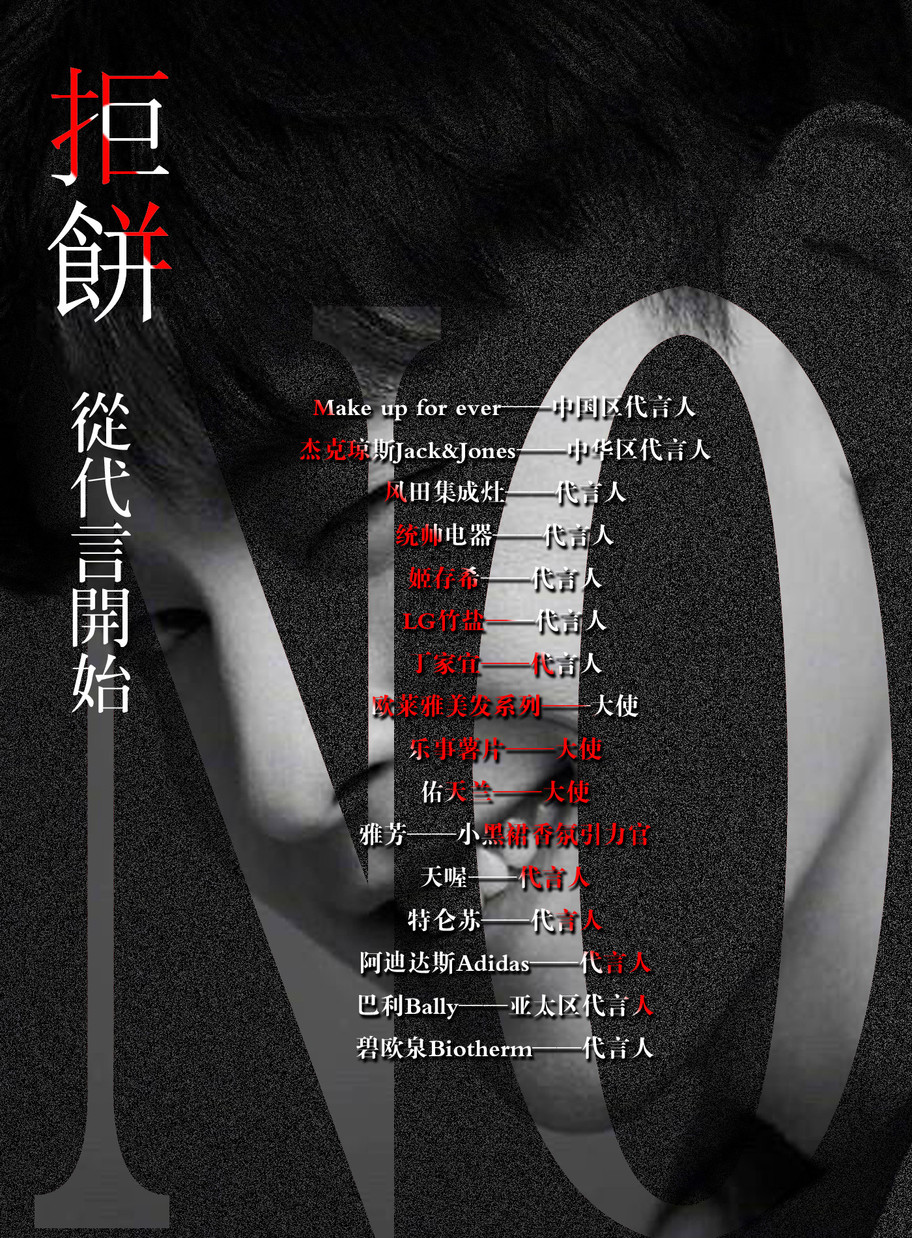 拒餅
從代言開始
NO
Make up for ever——中国区代言人
杰克琼斯Jack&Jones——中华区代言人
风田集成灶——代言人
统帅电器——代言人
姬存希——代言人
LG竹盐——代言人
丁家宜——代言人
欧莱雅美发系列——大使
乐事薯片——大使
佑天兰——大使
雅芳——小黑裙香氛引力官
天喔——代言人
特仑苏——代言人
阿迪达斯Adidas——代言人
巴利Bally——亚太区代言人
碧欧泉Biotherm——代言人